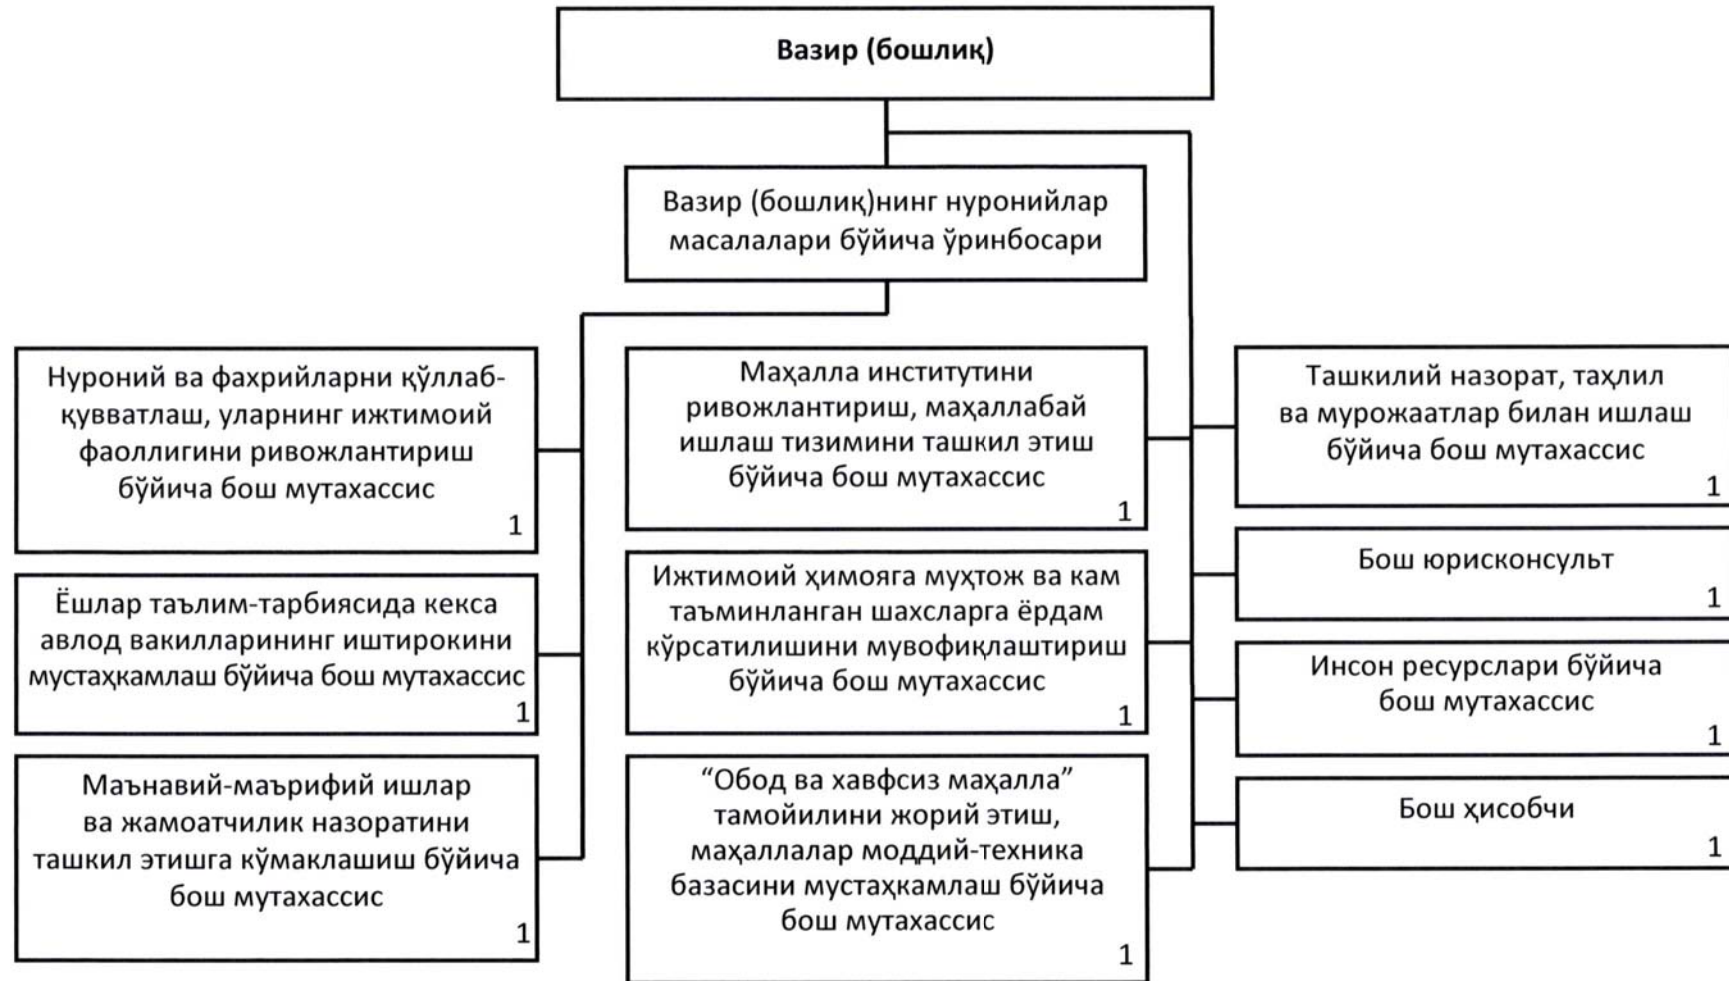 Вазир (бошлиқ)
Вазир (бошлиқ)нинг нуронийлар
масалалари бўйича ўринбосари
Нуроний ва фахрийларни қўллаб-
қувватлаш, уларнинг ижтимоий
фаоллигини ривожлантириш
бўйича бош мутахассис
1
Ёшлар таълим-тарбиясида кекса
авлод вакилларининг иштирокини
мустаҳкамлаш бўйича бош мутахассис
1
Маънавий-маърифий ишлар
ва жамоатчилик назоратини
ташкил этишга кўмаклашиш бўйича
бош мутахассис
1
Маҳалла институтини
ривожлантириш, маҳаллабай
ишлаш тизимини ташкил этиш
бўйича бош мутахассис
1
Ижтимоий ҳимояга муҳтож ва кам
таъминланган шахсларга ёрдам
кўрсатилишини мувофиқлаштириш
бўйича бош мутахассис
1
“Обод ва хавфсиз маҳалла”
тамойилини жорий этиш,
маҳаллалар моддий-техника
базасини мустаҳкамлаш бўйича
бош мутахассис
1
Ташкилий назорат, таҳлил
ва мурожаатлар билан ишлаш
бўйича бош мутахассис
1
Бош юрисконсульт
1
Инсон ресурслари бўйича
бош мутахассис
1
Бош ҳисобчи
1